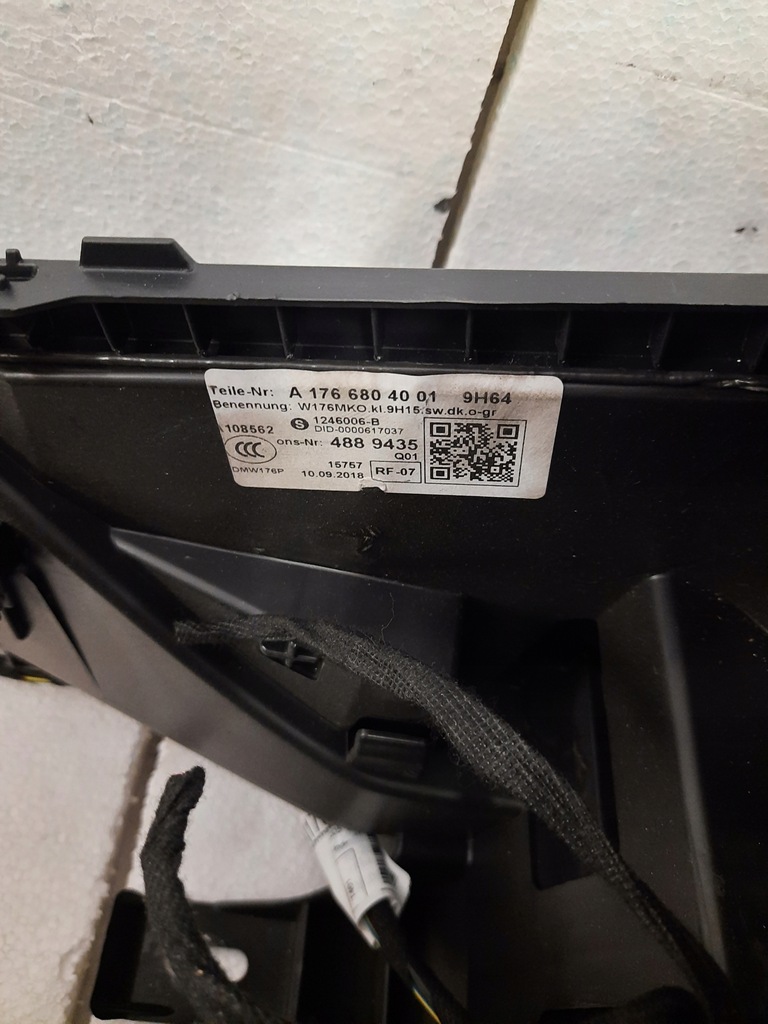 Teile-Nr: A 176 680 40 01 9H64
Benennung: W176MKO.kl.9H15.sw.dk.o-gr
108562 S 1246006-B
DID-0000617037
CCC ons-Nr: 488 9435
Q01
DMW176P 15757 RF-07
10.09.2018